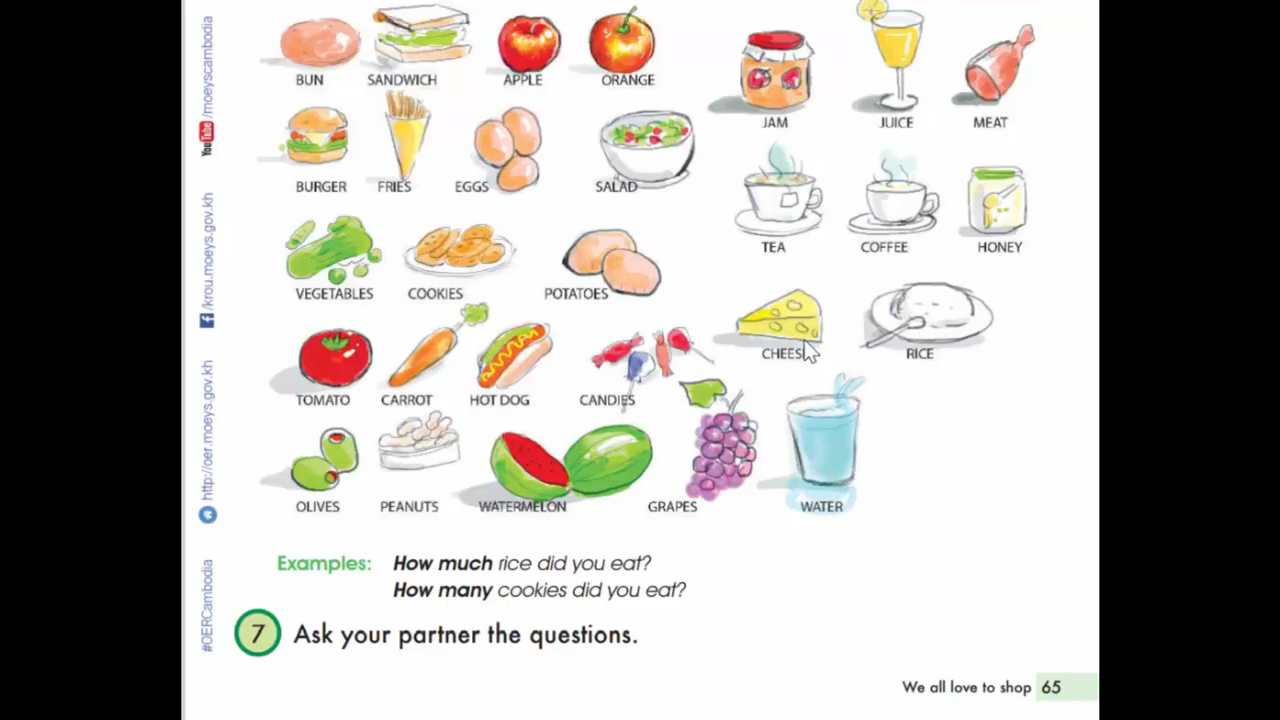 BUN SANDWICH APPLE ORANGE
JAM JUICE MEAT
BURGER FRIES EGGS SALAD
TEA COFFEE HONEY
VEGETABLES COOKIES POTATOES
CHEES RICE
TOMATO CARROT HOT DOG CANDIES
OLIVES PEANUTS WATERMELON GRAPES WATER
Examples: How much rice did you eat?
How many cookies did you eat?
7 Ask your partner the questions.
We all love to shop 65
YouTube /moeyscambodia
f /krou.moeys.gov.kh
http://oer.moeys.gov.kh
#OERCambodia